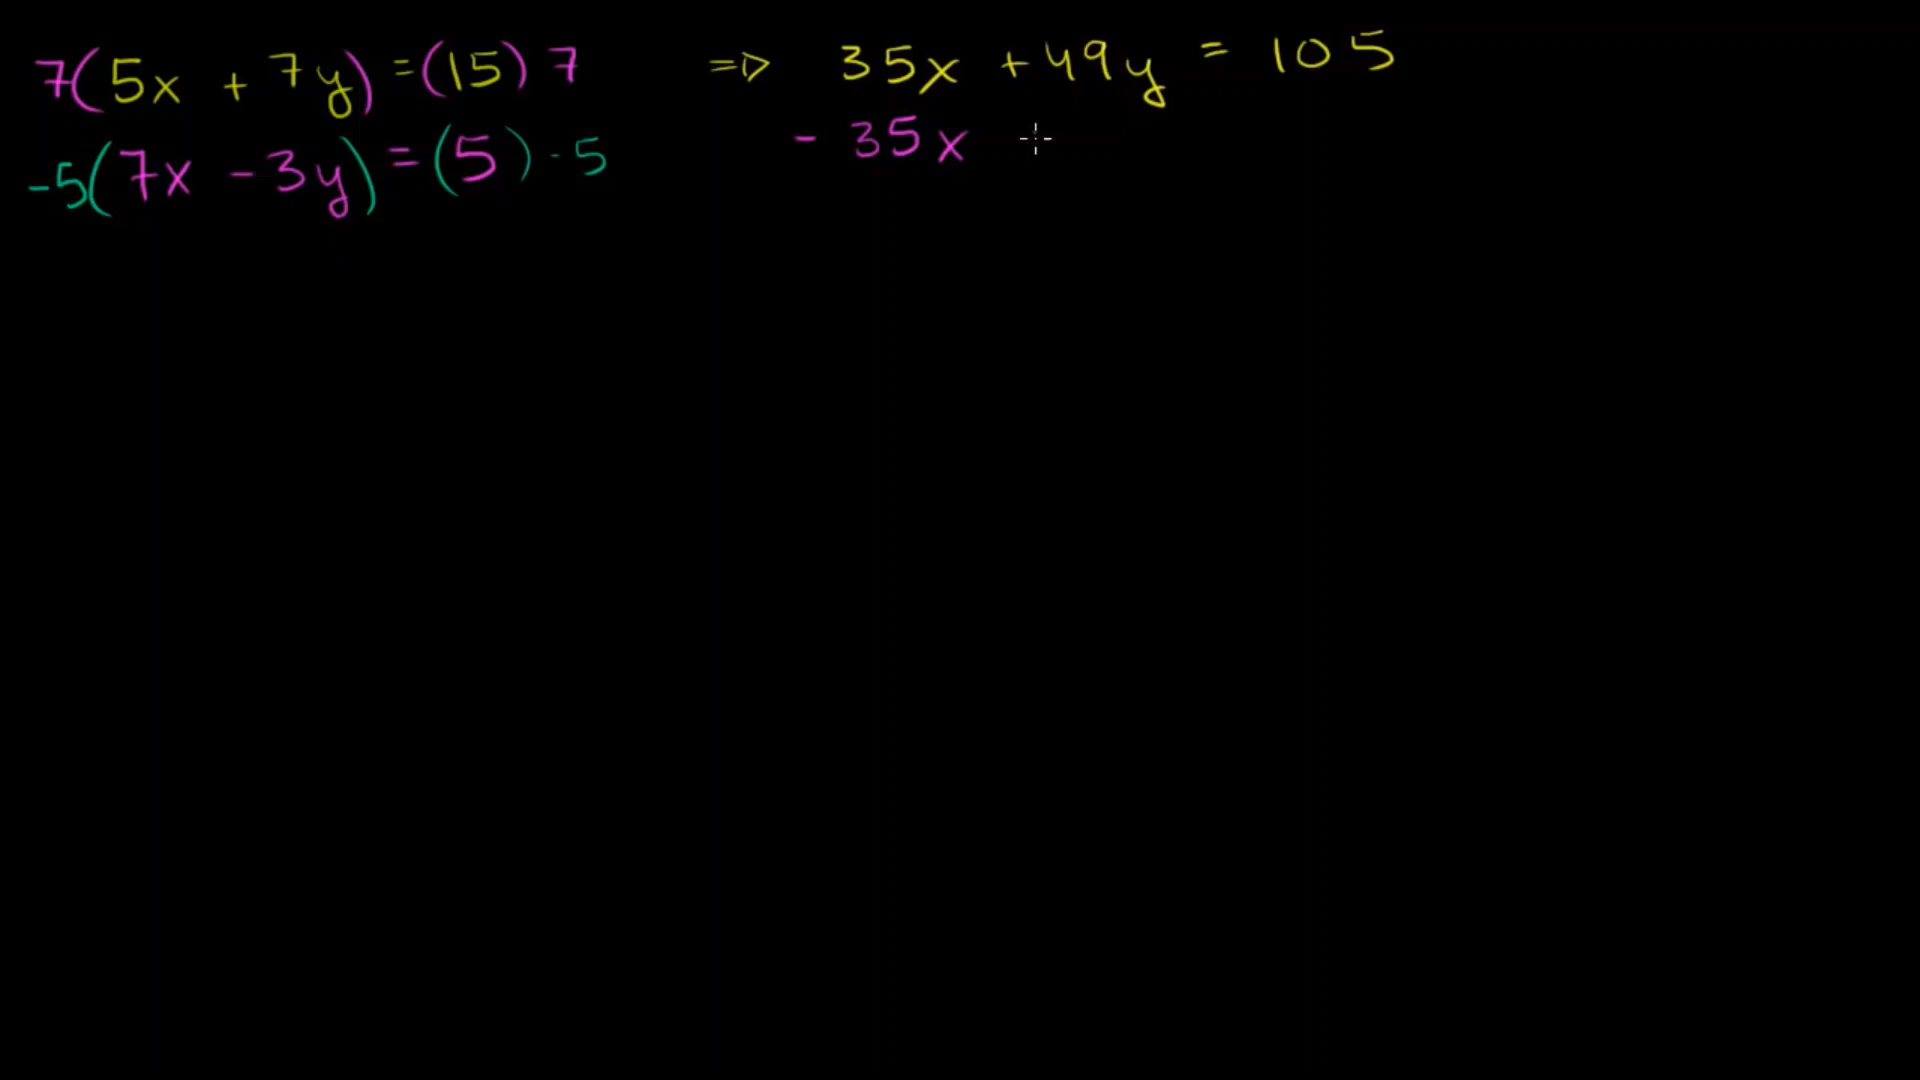 7(5x + 7y) = (15) 7 ⇒ 35x + 49y = 105
-5(7x - 3y) = (5) · 5 - 35x